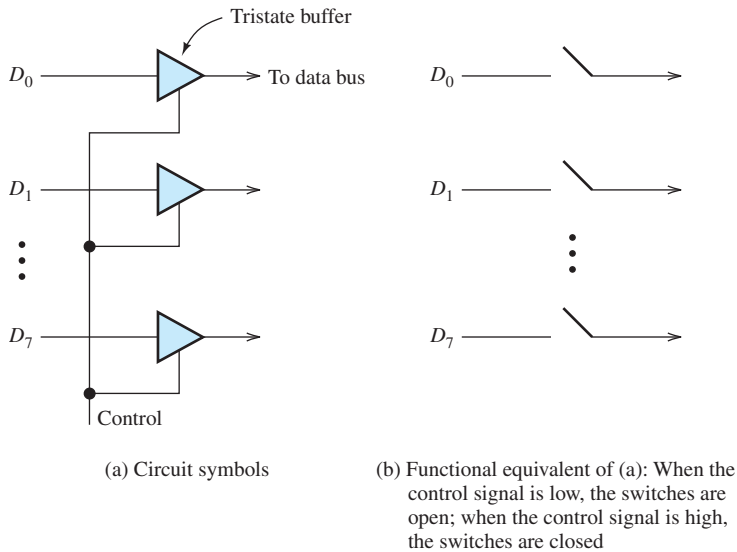 Tristate buffer
D0
To data bus
D1
D7
Control
(a) Circuit symbols
D0
D1
D7
(b) Functional equivalent of (a): When the
control signal is low, the switches are
open; when the control signal is high,
the switches are closed